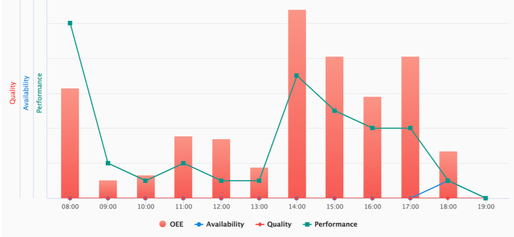 Quality
Availability
Performance
08:00 09:00 10:00 11:00 12:00 13:00 14:00 15:00 16:00 17:00 18:00 19:00
OEE Availability Quality Performance